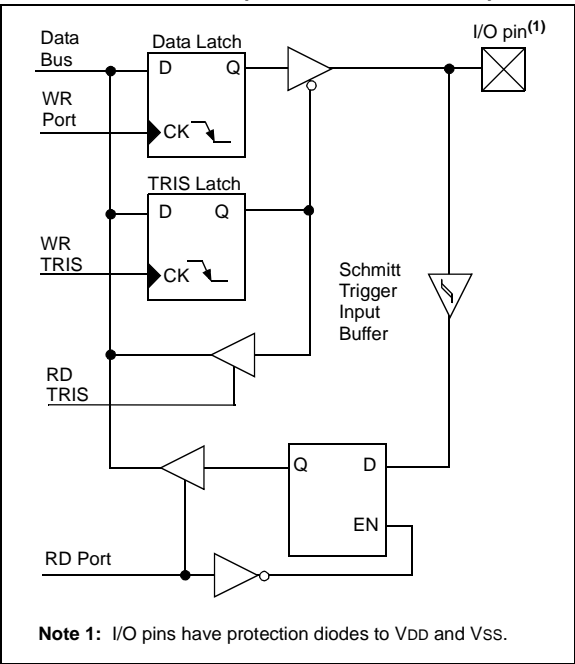 Data
Bus
WR
Port
Data Latch
D Q
CK
I/O pin(1)
TRIS Latch
D Q
CK
WR
TRIS
Schmitt
Trigger
Input
Buffer
RD
TRIS
Q D
EN
RD Port
Note 1: I/O pins have protection diodes to VDD and VSS.